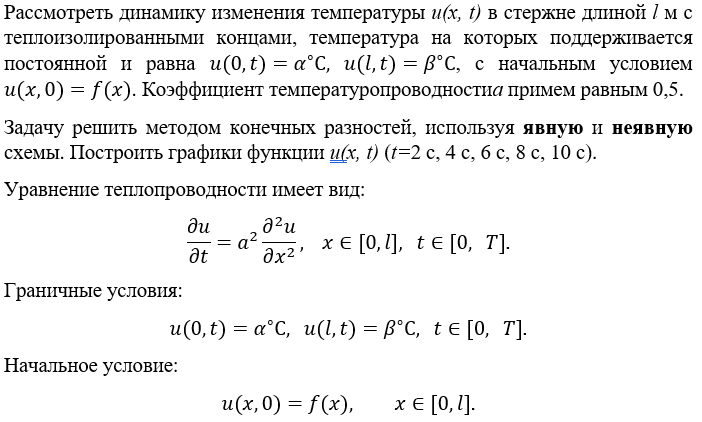 Рассмотреть динамику изменения температуры u(x, t) в стержне длиной l м с
теплоизолированными концами, температура на которых поддерживается
постоянной и равна u(0, t) = α°C, u(l, t) = β°C, с начальным условием
u(x, 0) = f(x). Коэффициент температуропроводностиa примем равным 0,5.
Задачу решить методом конечных разностей, используя явную и неявную
схемы. Построить графики функции u(x, t) (t=2 с, 4 с, 6 с, 8 с, 10 с).
Уравнение теплопроводности имеет вид:
∂u/∂t = a² ∂²u/∂x², x ∈ [0, l], t ∈ [0, T].
Граничные условия:
u(0, t) = α°C, u(l, t) = β°C, t ∈ [0, T].
Начальное условие:
u(x, 0) = f(x), x ∈ [0, l].